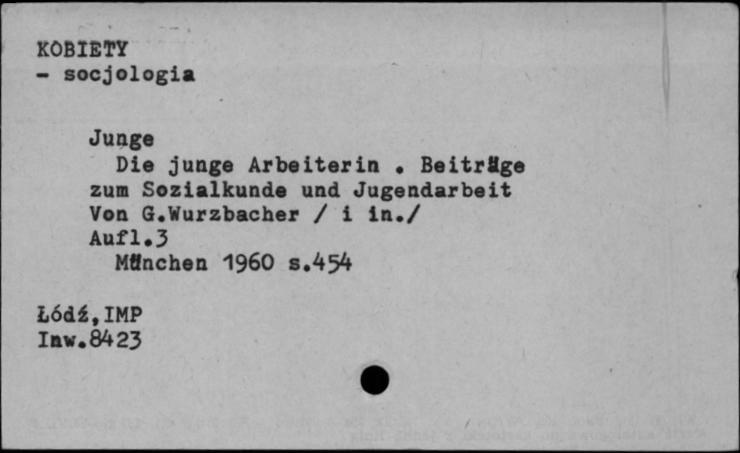 KOBIETY
- socjologia
Junge
Die junge Arbeiterin . Beiträge
zum Sozialkunde und Jugendarbeit
Von G.Wurzbacher / i in./
Aufl.3
München 1960 s.454
Łódź,IMP
Inw.8423